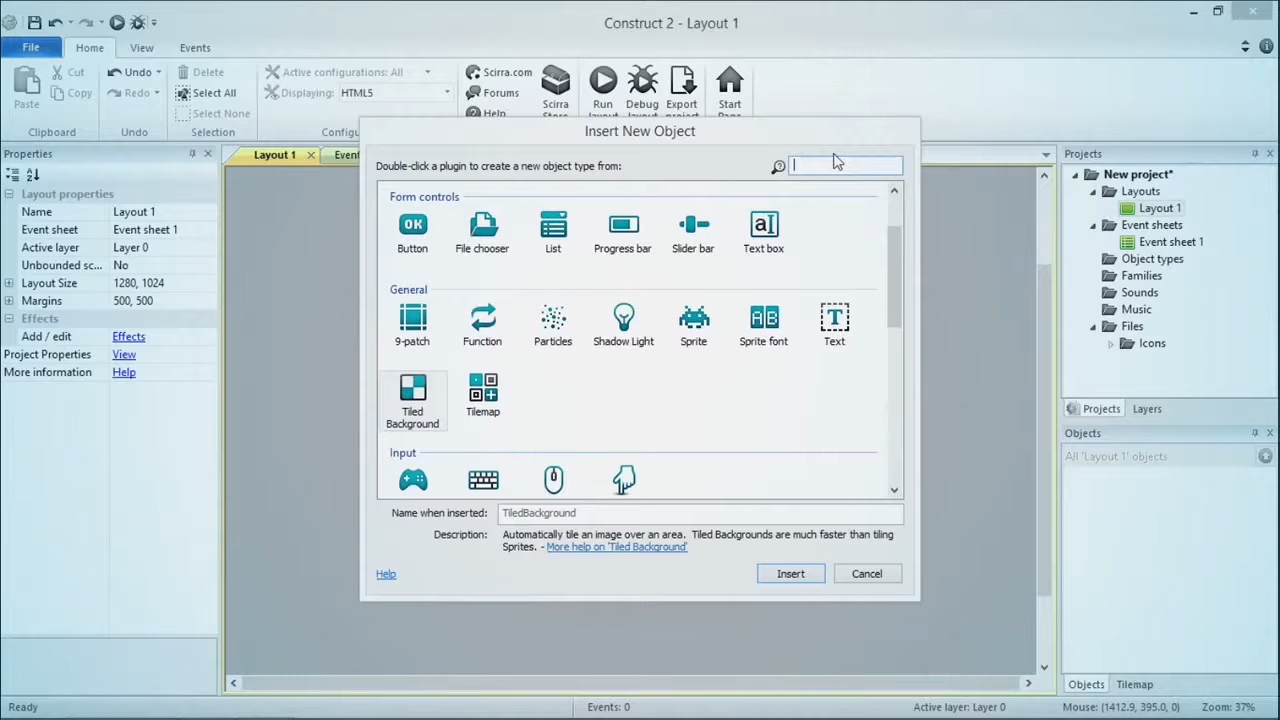 Construct 2 - Layout 1
File Home View Events
Paste Cut Copy Clipboard
Undo Redo Undo
Delete Select All Select None Selection
Active configurations: All
Displaying: HTML5
Configu
Scirra.com Forums Help
Scirra Store
Run layout
Debug layout
Export project
Start Page
Properties
Layout 1 Event
Layout properties
Name Layout 1
Event sheet Event sheet 1
Active layer Layer 0
Unbounded sc... No
Layout Size 1280, 1024
Margins 500, 500
Effects
Add / edit Effects
Project Properties View
More information Help
Insert New Object
Double-click a plugin to create a new object type from:
Form controls
Button File chooser List Progress bar Slider bar Text box
General
9-patch Function Particles Shadow Light Sprite Sprite font Text
Tiled Background Tilemap
Input
Name when inserted: TiledBackground
Description: Automatically tile an image over an area. Tiled Backgrounds are much faster than tiling
Sprites. - More help on 'Tiled Background'
Help Insert Cancel
Projects
New project*
Layouts
Layout 1
Event sheets
Event sheet 1
Object types
Families
Sounds
Music
Files
Icons
Projects Layers
Objects
All 'Layout 1' objects
Objects Tilemap
Ready Events: 0 Active layer: Layer 0 Mouse: (1412.9, 395.0, 0) Zoom: 37%